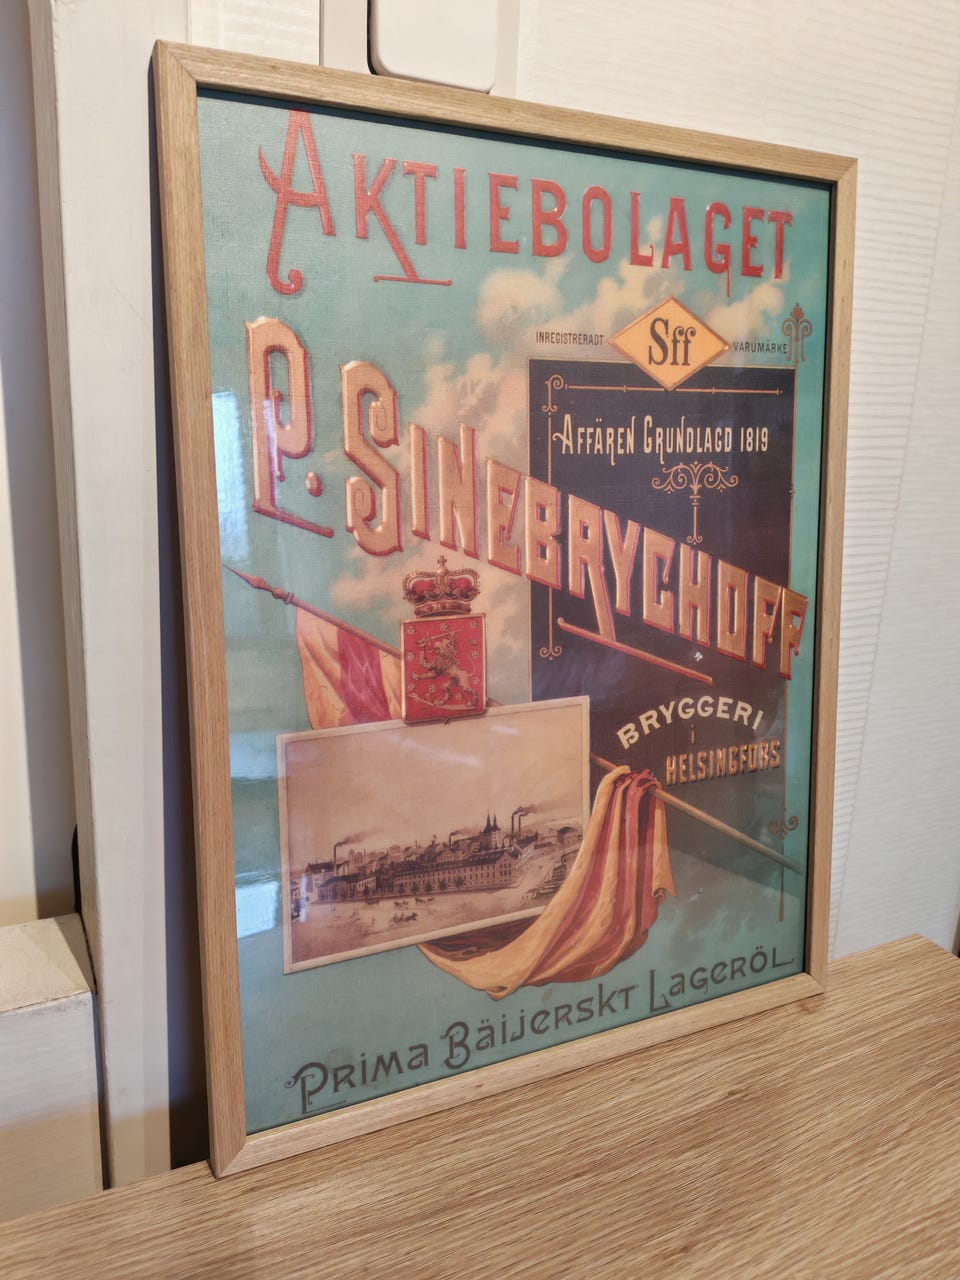 AKTIEBOLAGET
INREGISTRERADT Sff VARUMÄRKE
AFFÄREN GRUNDLAGD 1819
P. SINEBRYCHOFF
BRYGGERI
i
HELSINGFORS
PRIMA BÄIJERSKT LAGERÖL